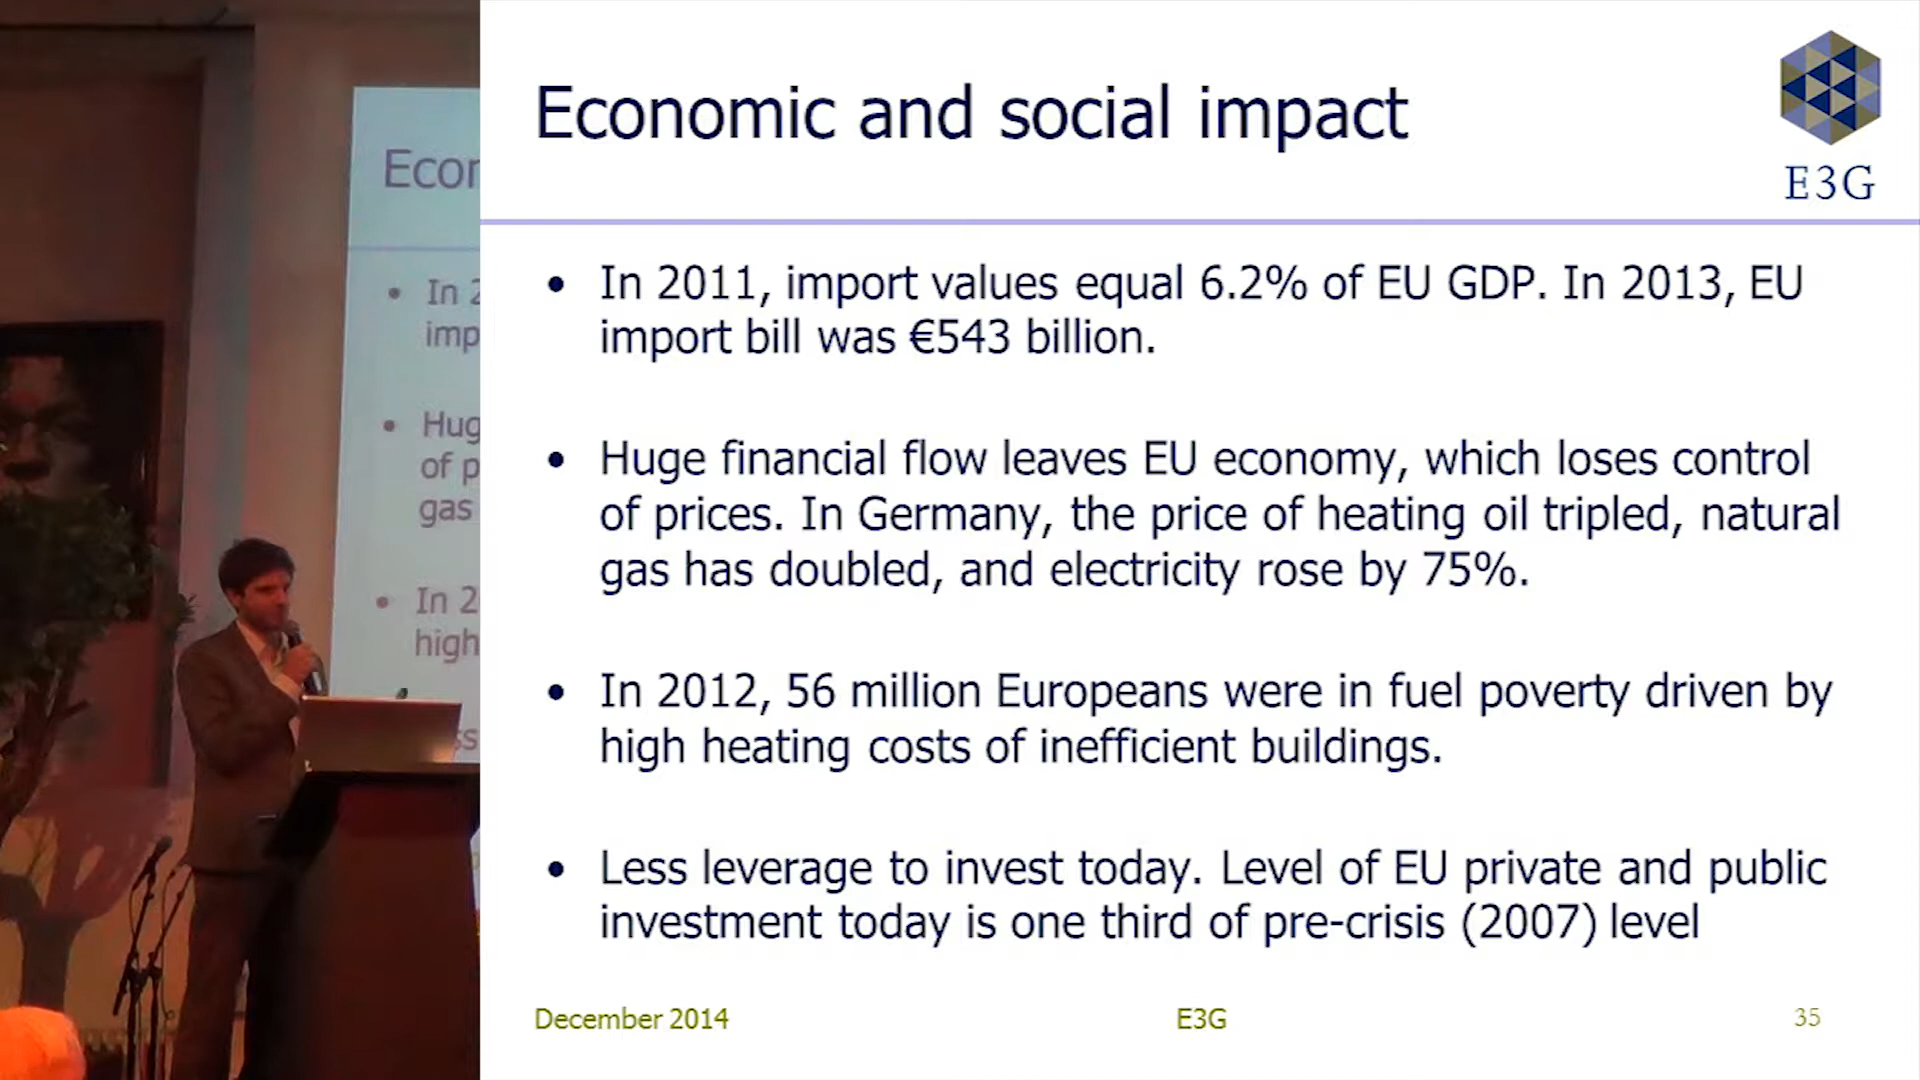 Economic and social impact
E3G
• In 2011, import values equal 6.2% of EU GDP. In 2013, EU
import bill was €543 billion.
• Huge financial flow leaves EU economy, which loses control
of prices. In Germany, the price of heating oil tripled, natural
gas has doubled, and electricity rose by 75%.
• In 2012, 56 million Europeans were in fuel poverty driven by
high heating costs of inefficient buildings.
• Less leverage to invest today. Level of EU private and public
investment today is one third of pre-crisis (2007) level
December 2014 E3G 35
Econ
• In 2
imp
• Hug
of p
gas
• In 2
high
ss